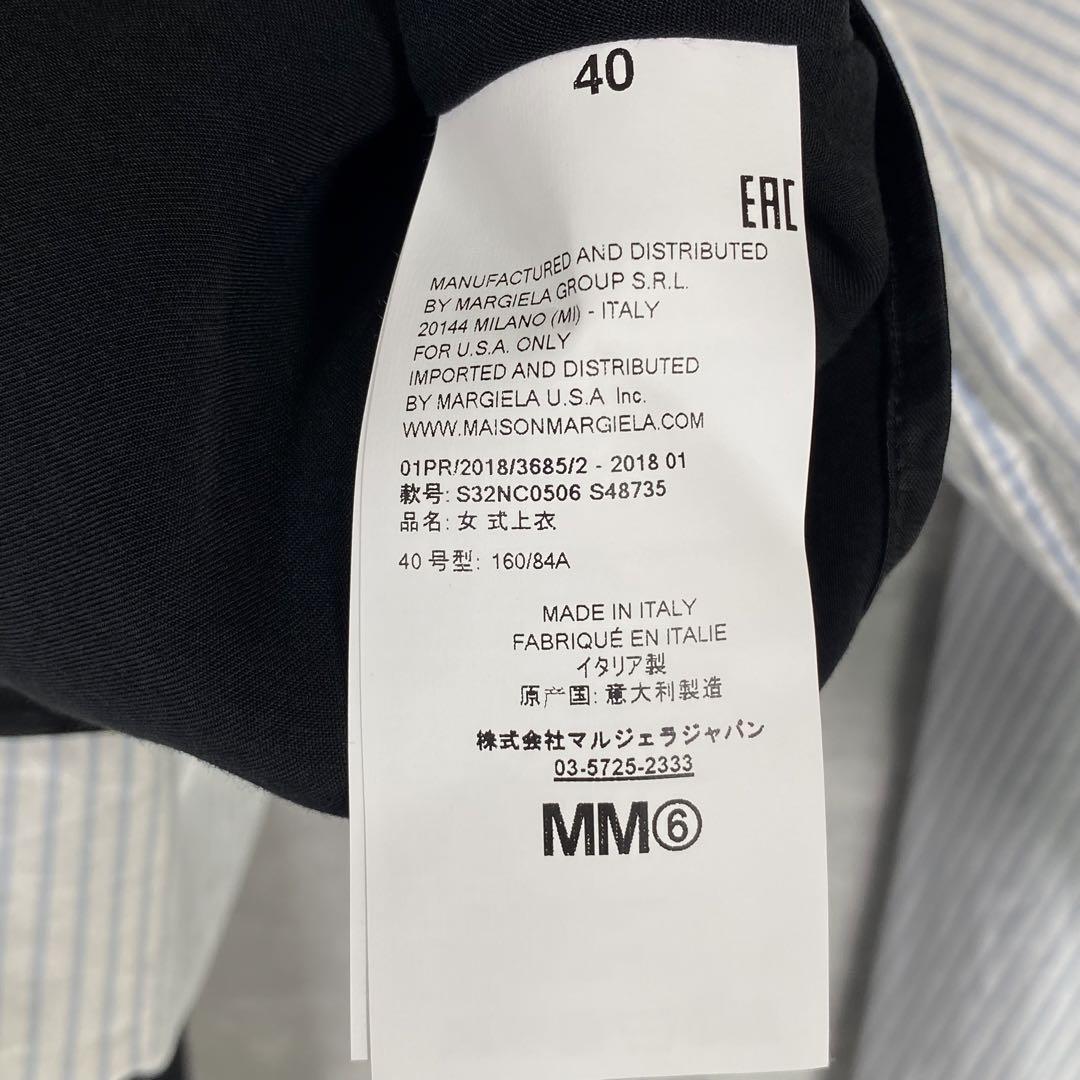 40
EAC
MANUFACTURED AND DISTRIBUTED
BY MARGIELA GROUP S.R.L.
20144 MILANO (MI) - ITALY
FOR U.S.A. ONLY
IMPORTED AND DISTRIBUTED
BY MARGIELA U.S.A Inc.
WWW.MAISONMARGIELA.COM
01PR/2018/3685/2 - 2018 01
款号: S32NC0506 S48735
品名: 女 式上衣
40 号型: 160/84A
MADE IN ITALY
FABRIQUÉ EN ITALIE
イタリア製
原产国: 意大利製造
株式会社マルジェラジャパン
03-5725-2333
MM⑥